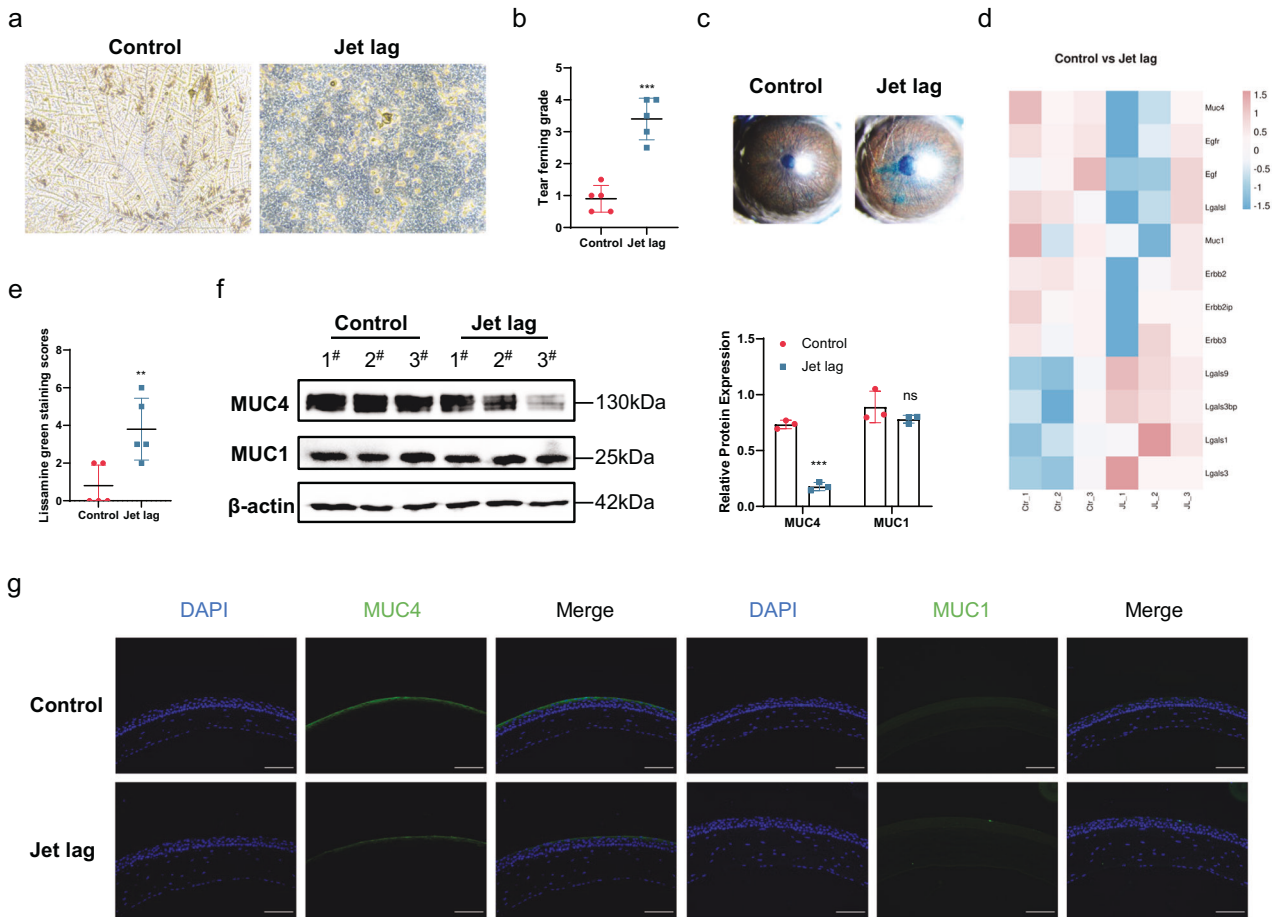 a
Control
Jet lag
b
Tear ferning grade
5
4
3
2
1
0
***
Control
Jet lag
c
Control
Jet lag
d
Control vs Jet lag
Muc4
Egfr
Egf
Lgalsl
Muc1
Erbb2
Erbb2ip
Erbb3
Lgals9
Lgals3bp
Lgals1
Lgals3
1.5
1
0.5
0
-0.5
-1
-1.5
Ctr_1
Ctr_2
Ctr_3
JL_1
JL_2
JL_3
e
Lissamine green staining scores
8
6
4
2
0
**
Control
Jet lag
f
Control
Jet lag
1# 2# 3# 1# 2# 3#
MUC4
130kDa
MUC1
25kDa
β-actin
42kDa
Relative Protein Expression
1.5
1.0
0.5
0.0
Control
Jet lag
***
ns
MUC4
MUC1
g
DAPI
MUC4
Merge
DAPI
MUC1
Merge
Control
Jet lag